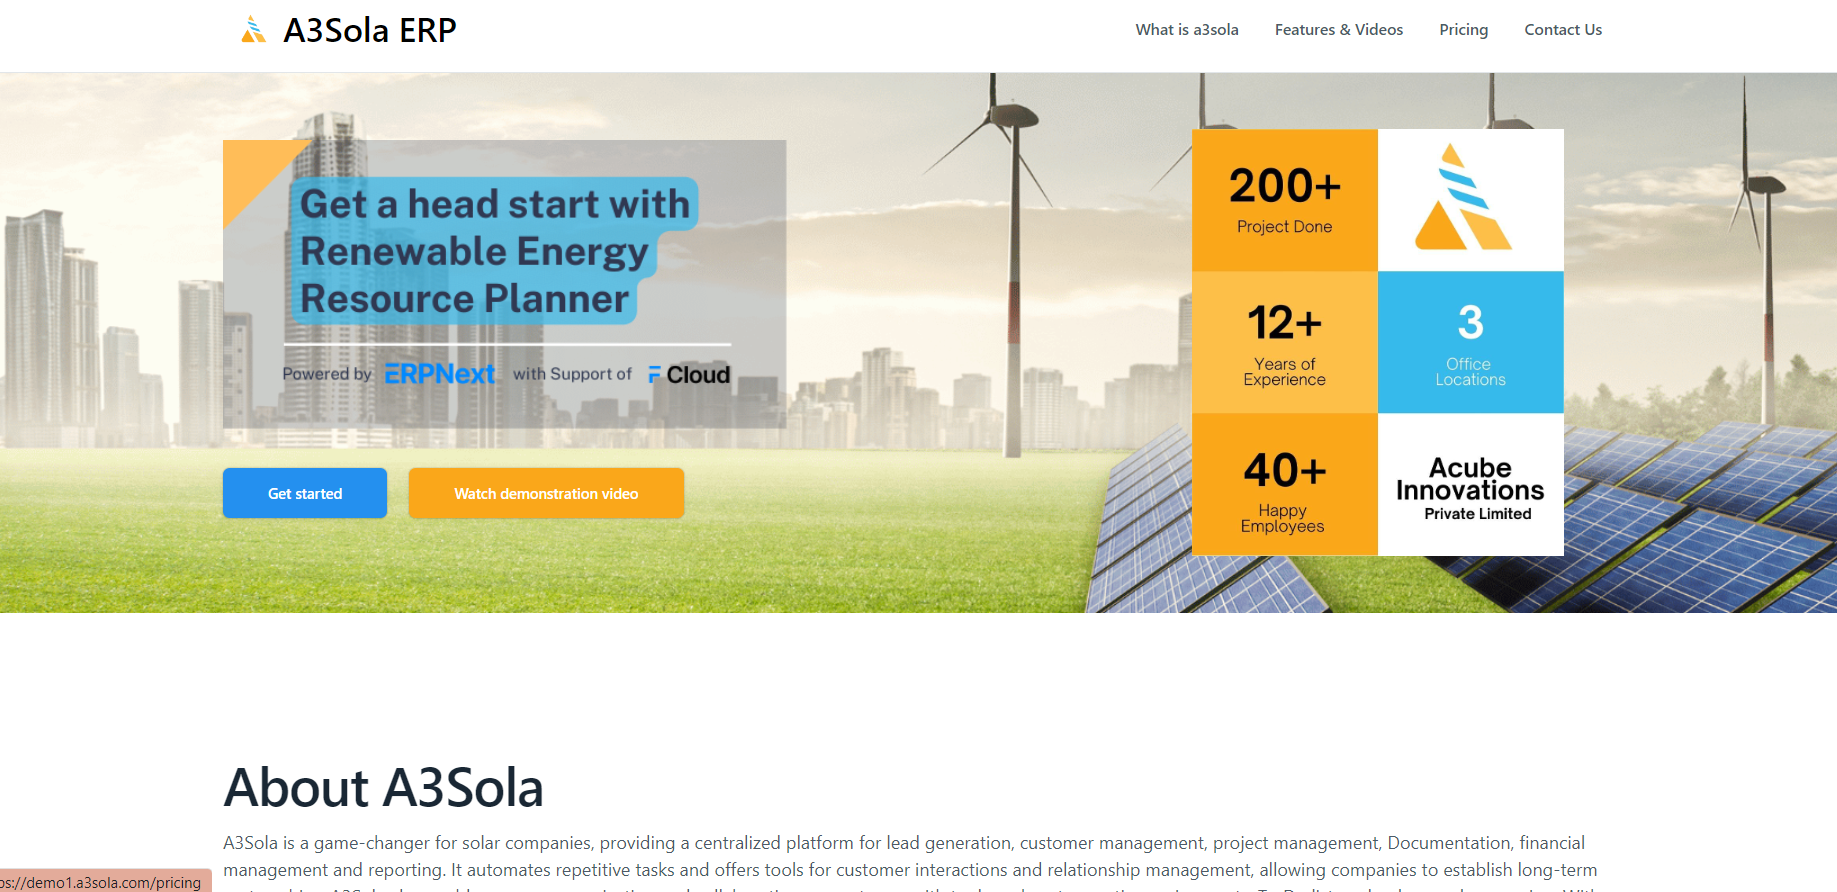 A3Sola ERP
What is a3sola
Features & Videos
Pricing
Contact Us
Get a head start with
Renewable Energy
Resource Planner
Powered by ERPNext with Support of F Cloud
Get started
Watch demonstration video
200+
Project Done
12+
Years of
Experience
3
Office
Locations
40+
Happy
Employees
Acube
Innovations
Private Limited
About A3Sola
A3Sola is a game-changer for solar companies, providing a centralized platform for lead generation, customer management, project management, Documentation, financial
management and reporting. It automates repetitive tasks and offers tools for customer interactions and relationship management, allowing companies to establish long-term
ps://demo1.a3sola.com/pricing